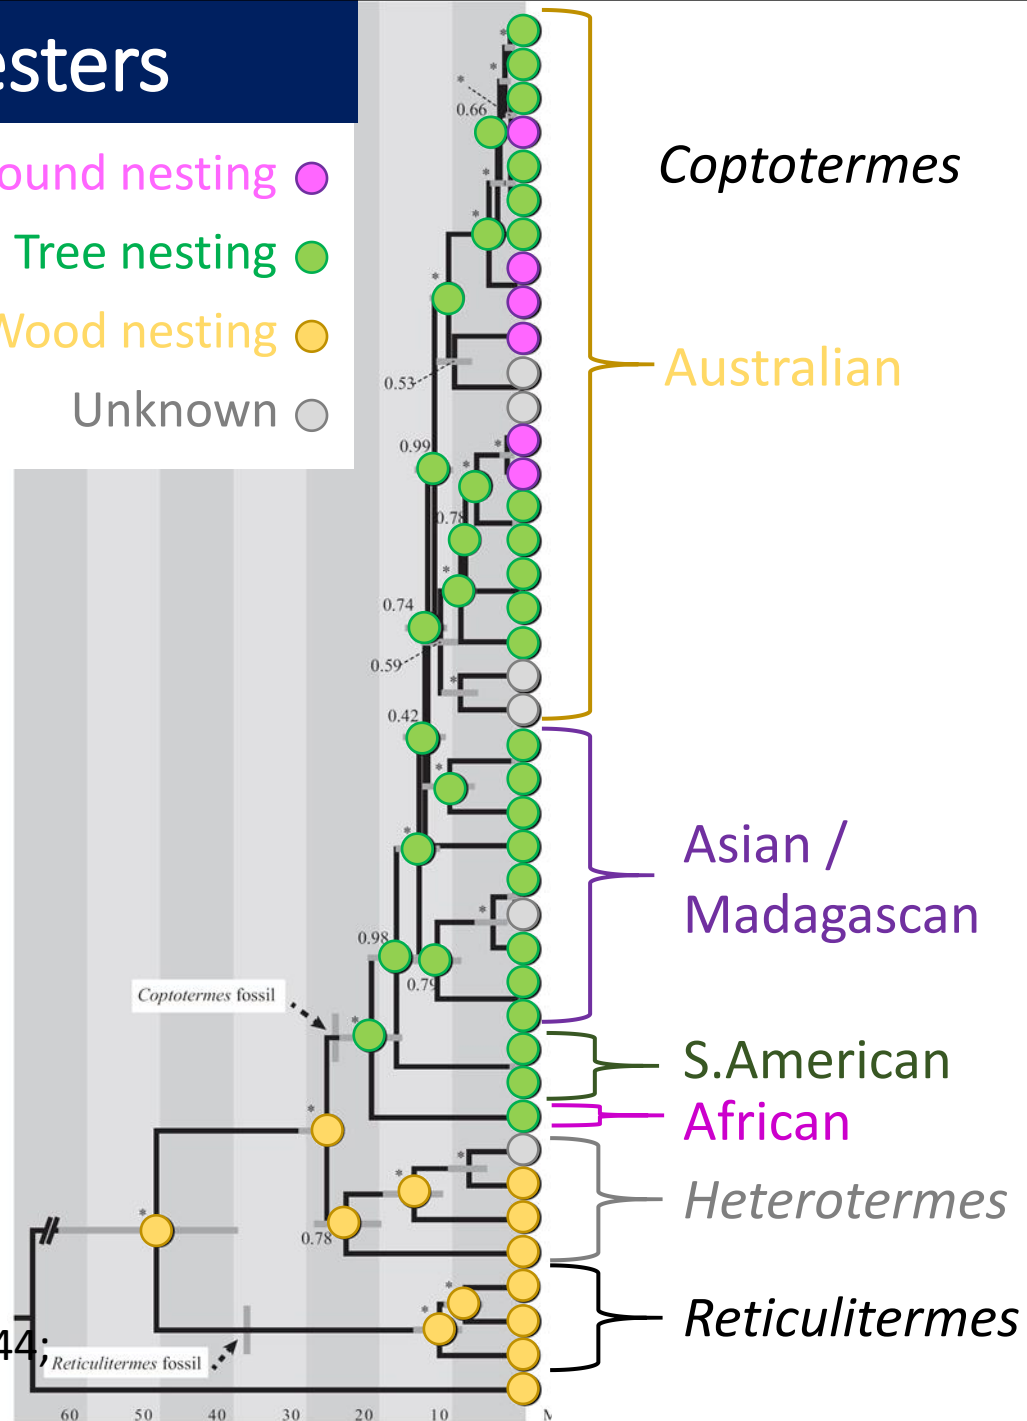 esters
ound nesting
Tree nesting
Wood nesting
Unknown
Coptotermes
Australian
Asian /
Madagascan
S.American
African
Heterotermes
Reticulitermes
*
*
*
0.66
*
*
*
0.53
0.99
*
*
0.78
*
0.74
0.59
*
0.42
*
*
*
0.98
0.79
Coptotermes fossil
*
*
*
*
*
0.78
*
*
44;
Reticulitermes fossil
60 50 40 30 20 10